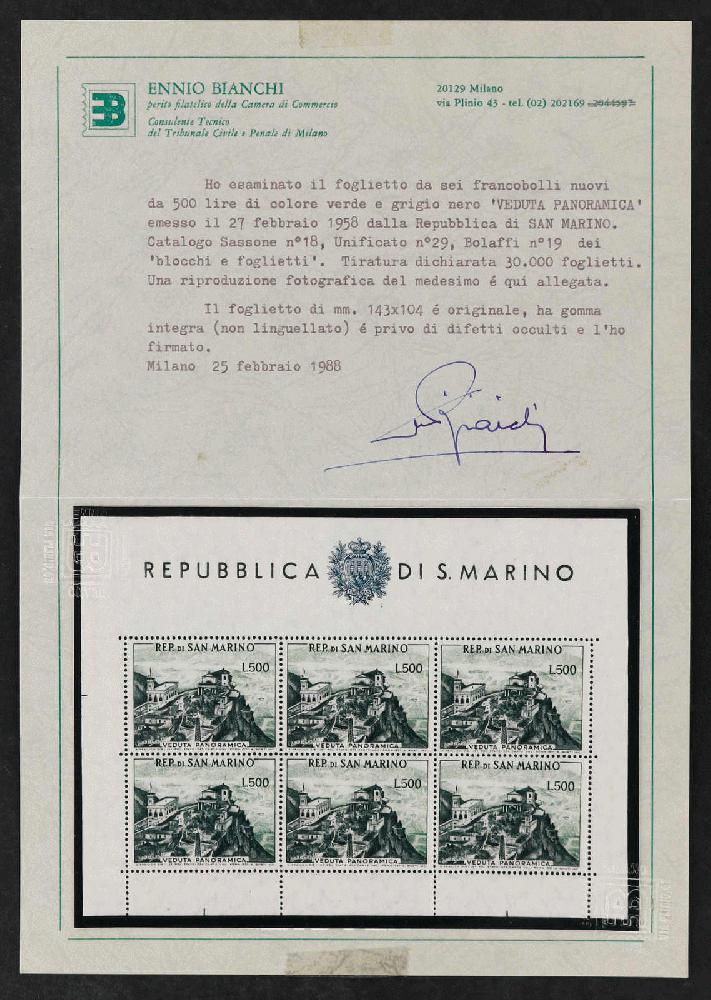 ENNIO BIANCHI
perito filatelico della Camera di Commercio
Consulente Tecnico
del Tribunale Civile e Penale di Milano
20129 Milano
via Plinio 43 - tel. (02) 202169
Ho esaminato il foglietto da sei francobolli nuovi
da 500 lire di colore verde e grigio nero 'VEDUTA PANORAMICA'
emesso il 27 febbraio 1958 dalla Repubblica di SAN MARINO.
Catalogo Sassone n°18, Unificato n°29, Bolaffi n°19 dei
'blocchi e foglietti'. Tiratura dichiarata 30.000 foglietti.
Una riproduzione fotografica del medesimo é qui allegata.
Il foglietto di mm. 143x104 é originale, ha gomma
integra (non linguellato) é privo di difetti occulti e l'ho
firmato.
Milano 25 febbraio 1988
REPUBBLICA DI S. MARINO
REP. DI SAN MARINO REP. DI SAN MARINO REP. DI SAN MARINO
L.500 L.500 L.500
VEDUTA PANORAMICA VEDUTA PANORAMICA VEDUTA PANORAMICA
REP. DI SAN MARINO REP. DI SAN MARINO REP. DI SAN MARINO
L.500 L.500 L.500
VEDUTA PANORAMICA VEDUTA PANORAMICA VEDUTA PANORAMICA